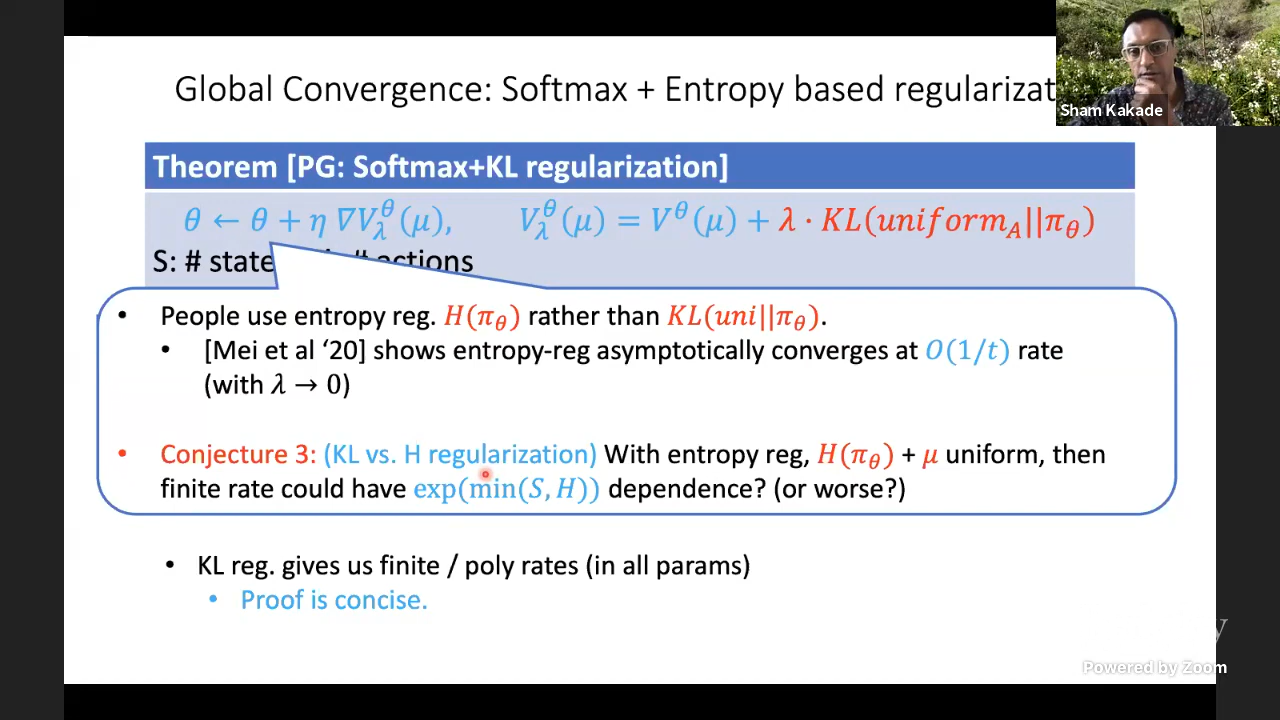 Global Convergence: Softmax + Entropy based regularizat
Sham Kakade
Theorem [PG: Softmax+KL regularization]
θ ← θ + η ∇V_λ^θ(μ), V_λ^θ(μ) = V^θ(μ) + λ · KL(uniform_A||π_θ)
S: # state # actions
• People use entropy reg. H(π_θ) rather than KL(uni||π_θ).
• [Mei et al ‘20] shows entropy-reg asymptotically converges at O(1/t) rate
(with λ → 0)
• Conjecture 3: (KL vs. H regularization) With entropy reg, H(π_θ) + μ uniform, then
finite rate could have exp(min(S, H)) dependence? (or worse?)
• KL reg. gives us finite / poly rates (in all params)
• Proof is concise.
y
Powered by Zoom